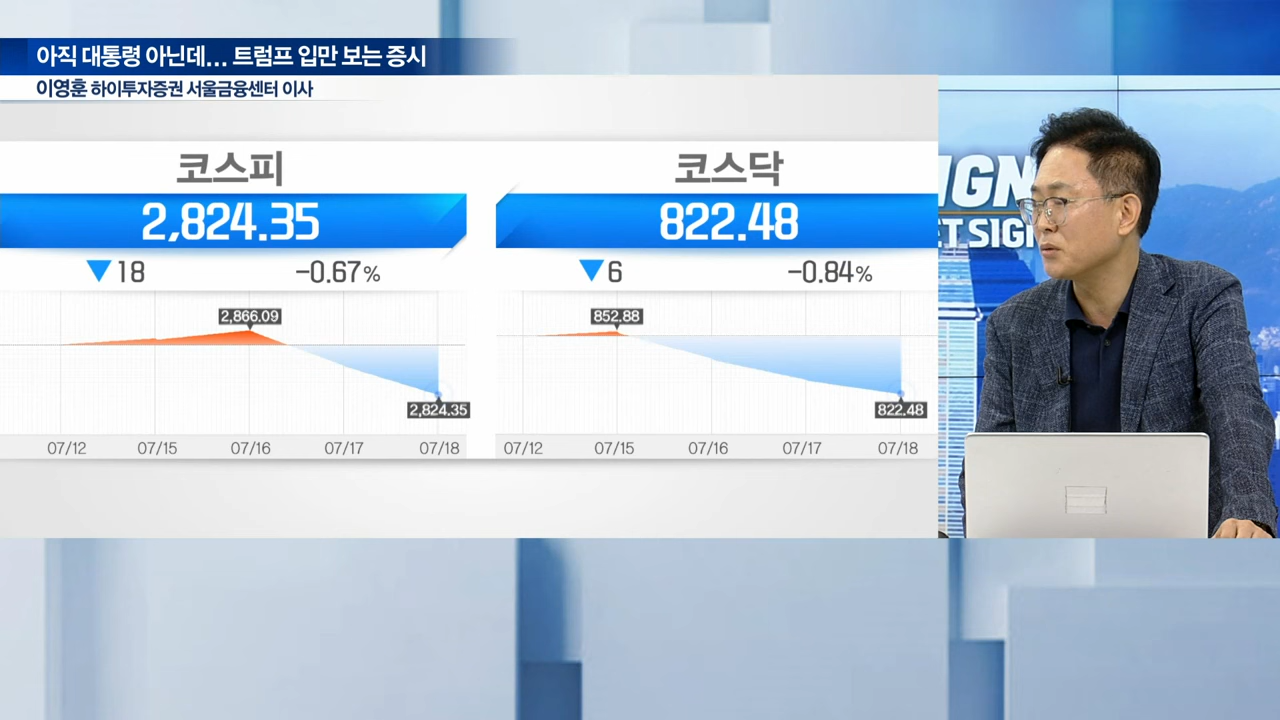 아직 대통령 아닌데... 트럼프 입만 보는 증시
이영훈 하이투자증권 서울금융센터 이사
코스피
2,824.35
▼18 -0.67%
2,866.09
2,824.35
07/12 07/15 07/16 07/17 07/18
코스닥
822.48
▼6 -0.84%
852.88
822.48
07/12 07/15 07/16 07/17 07/18
IGN
ET SIGN